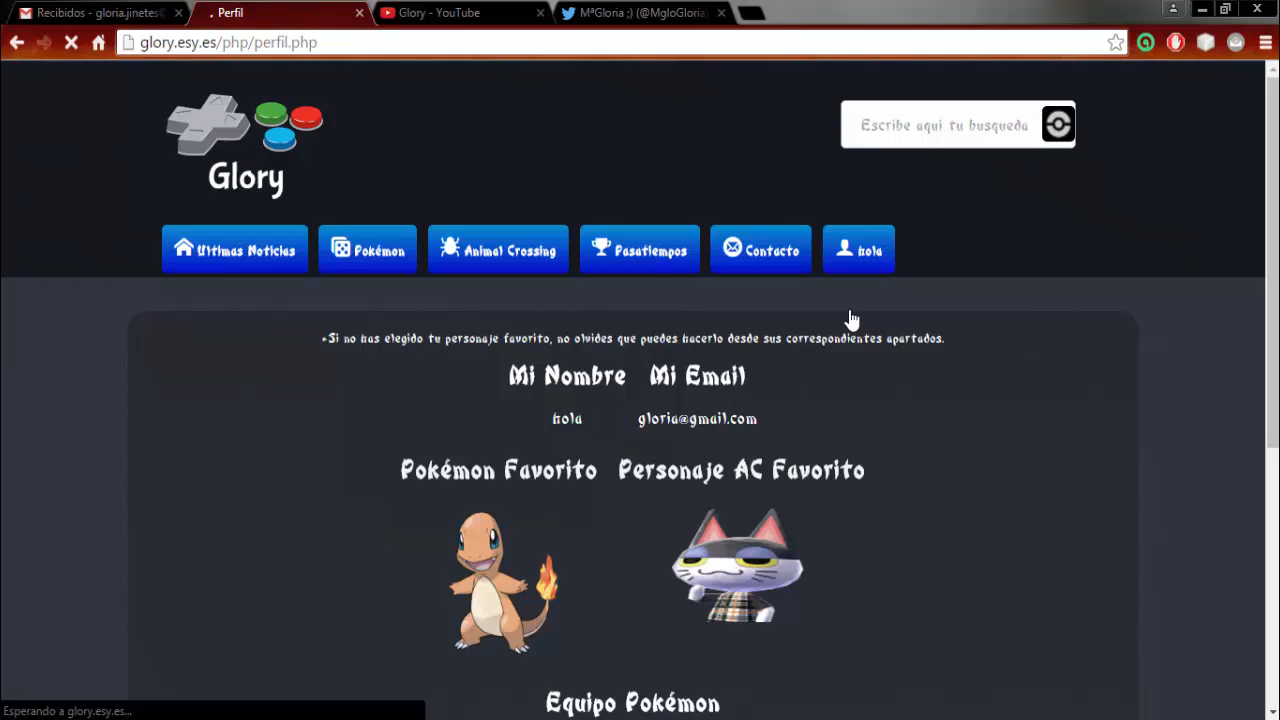 Recibidos - gloria.jinetes@
Perfil
Glory - YouTube
MªGloria ;) (@MgloGloria
glory.esy.es/php/perfil.php
Glory
Escribe aqui tu busqueda
Ultimas Noticias
Pokémon
Animal Crossing
Pasatiempos
Contacto
hola
*Si no has elegido tu personaje favorito, no olvides que puedes hacerlo desde sus correspondientes apartados.
Mi Nombre Mi Email
hola gloria@gmail.com
Pokémon Favorito Personaje AC Favorito
Equipo Pokémon
Esperando a glory.esy.es...